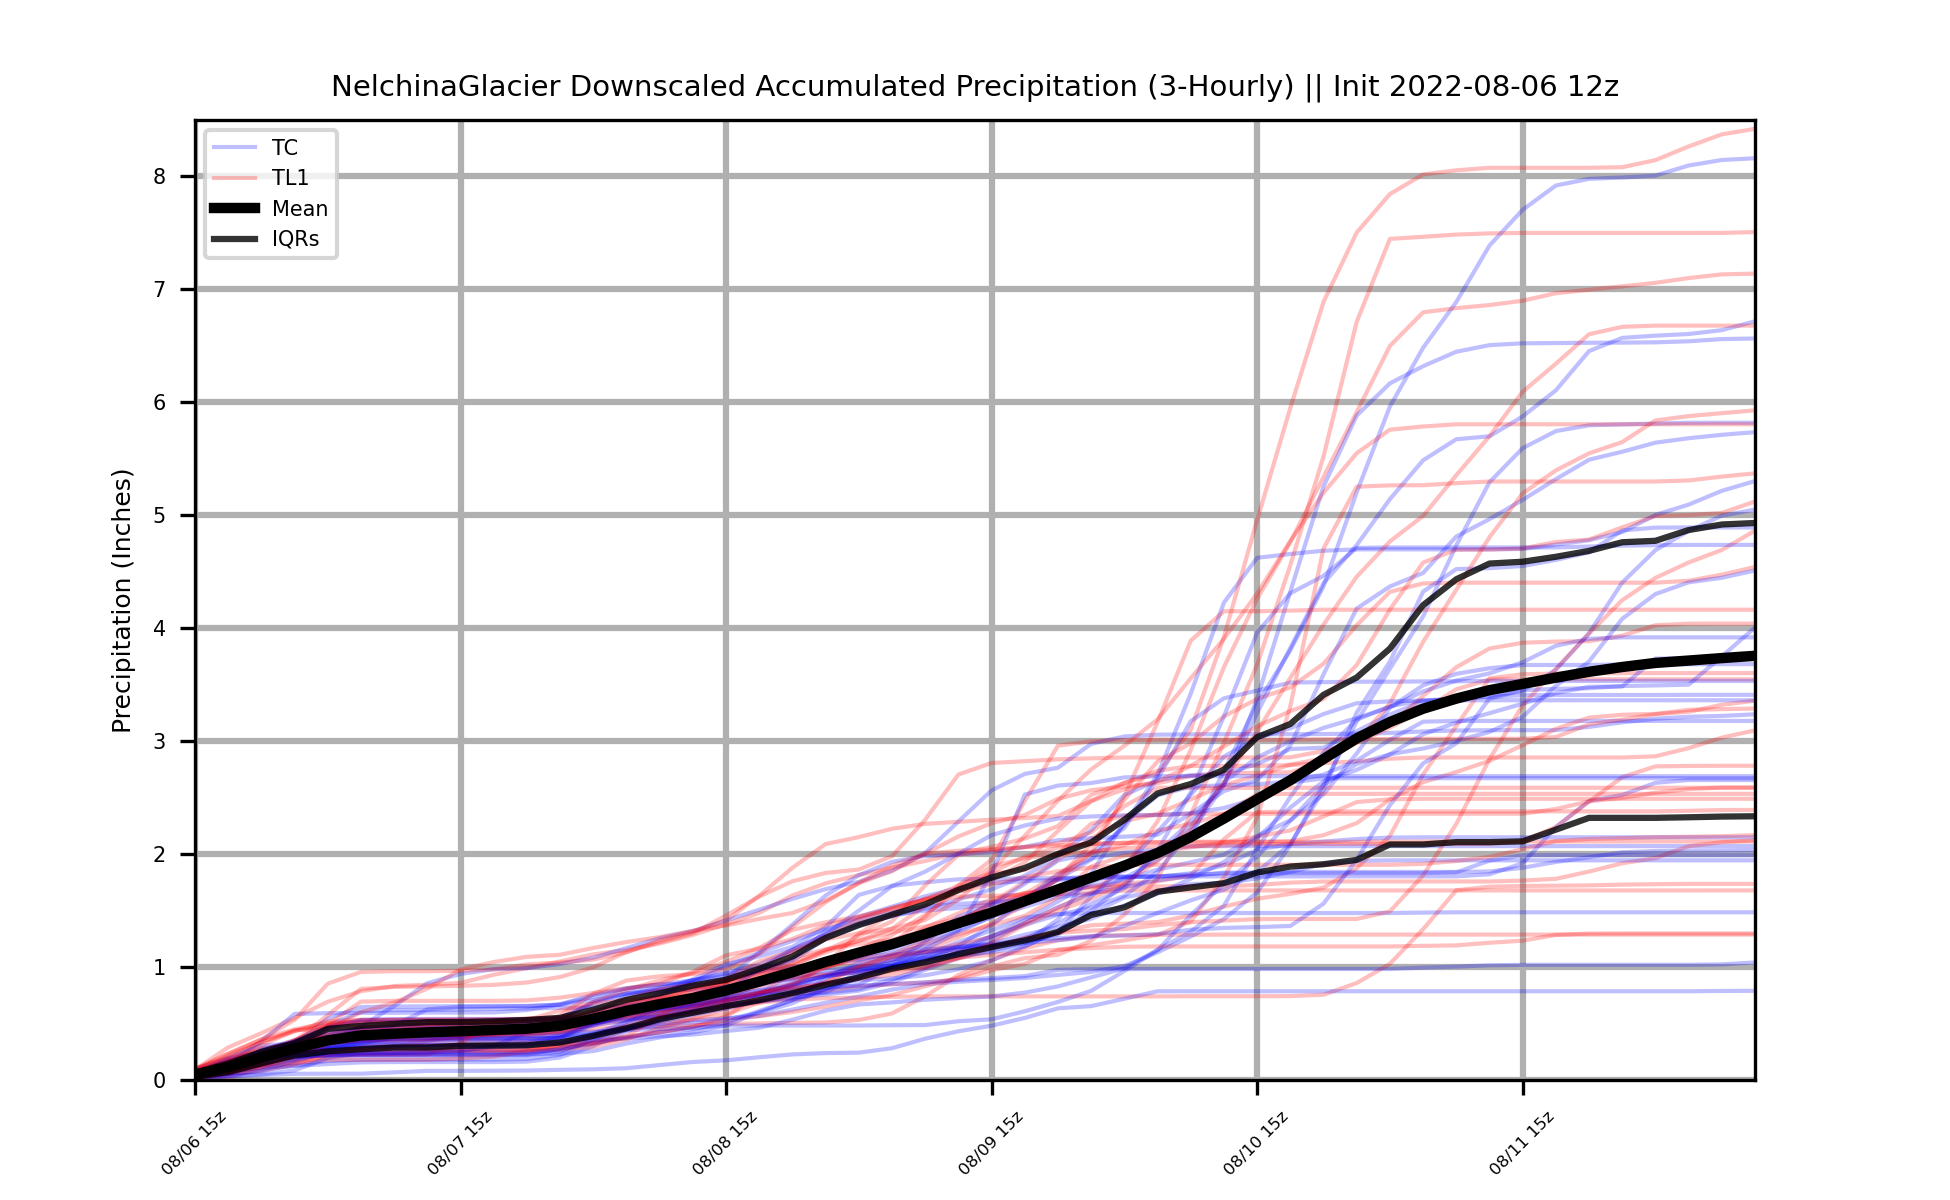 NelchinaGlacier Downscaled Accumulated Precipitation (3-Hourly) || Init 2022-08-06 12z
TC
TL1
Mean
IQRs
Precipitation (Inches)
8
7
6
5
4
3
2
1
0
08/06 15z
08/07 15z
08/08 15z
08/09 15z
08/10 15z
08/11 15z